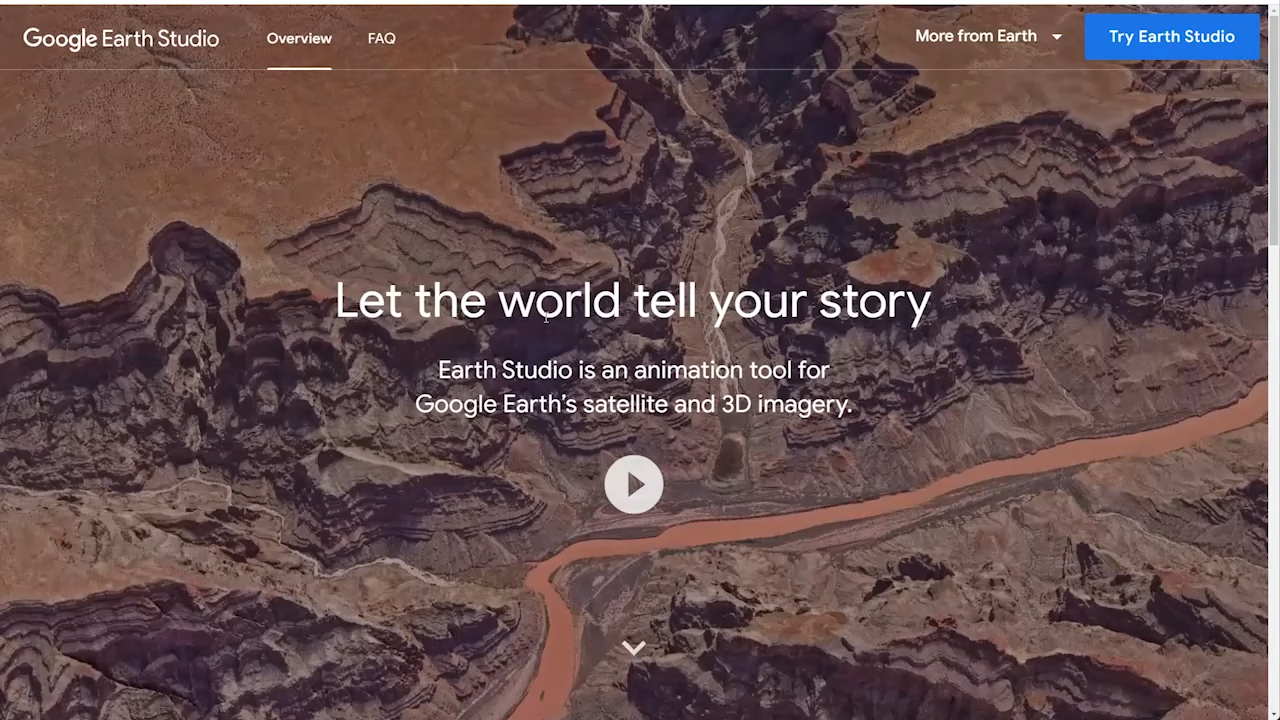 Google Earth Studio
Overview
FAQ
More from Earth
Try Earth Studio
Let the world tell your story
Earth Studio is an animation tool for
Google Earth’s satellite and 3D imagery.